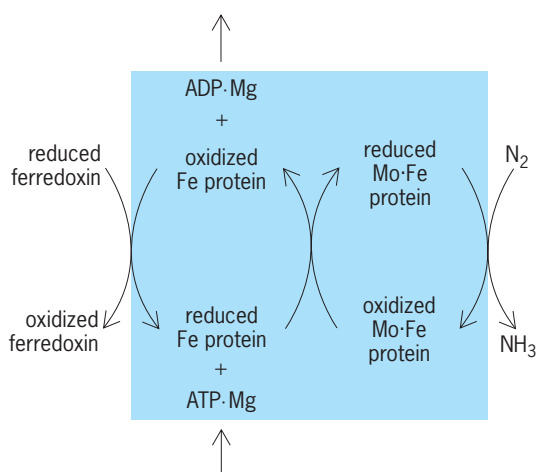 ADP·Mg
+
reduced
ferredoxin
oxidized
Fe protein
reduced
Mo·Fe
protein
N₂
oxidized
ferredoxin
reduced
Fe protein
+
ATP·Mg
oxidized
Mo·Fe
protein
NH₃